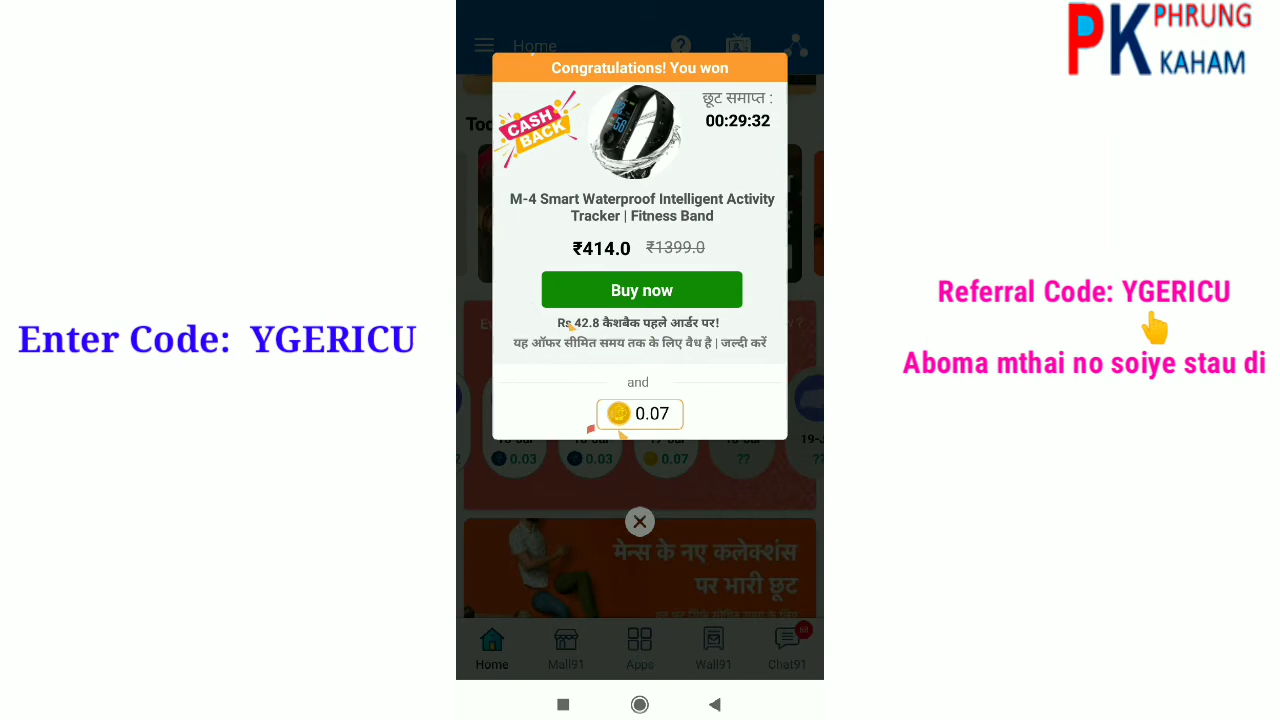 PK PHRUNG
KAHAM
Home
Congratulations! You won
CASH
BACK
छूट समाप्त :
00:29:32
M-4 Smart Waterproof Intelligent Activity
Tracker | Fitness Band
₹414.0 ₹1399.0
Buy now
Rs 42.8 कैशबैक पहले आर्डर पर!
यह ऑफर सीमित समय तक के लिए वैध है | जल्दी करें
and
0.07
0.03 0.03 0.07 ?? ??
मेन्स के नए कलेक्शंस
पर भारी छूट
Home Mall91 Apps Wall91 Chat91
Enter Code: YGERICU
Referral Code: YGERICU
Aboma mthai no soiye stau di